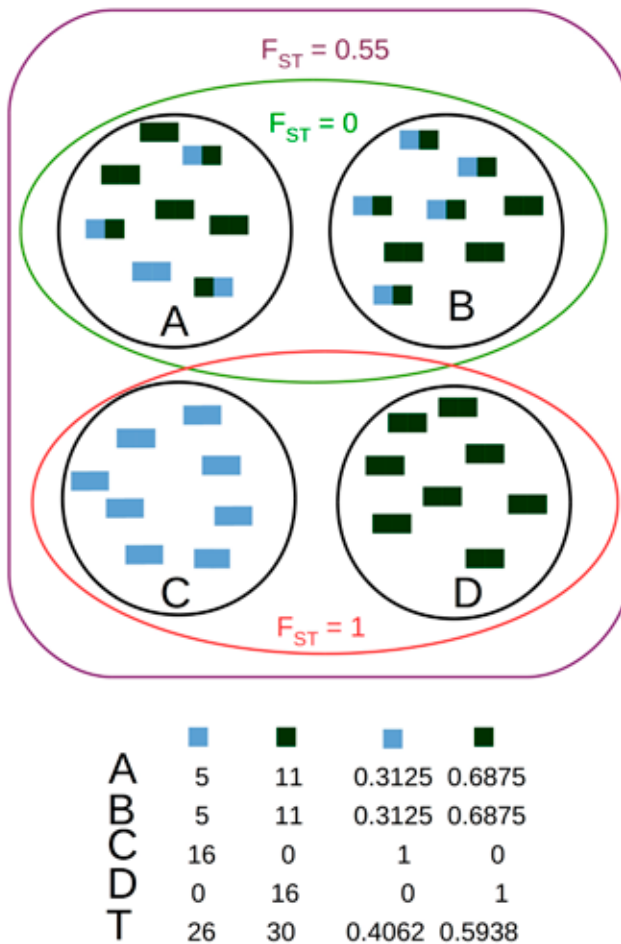 F_ST = 0.55
F_ST = 0
A
B
C
D
F_ST = 1
A 5 11 0.3125 0.6875
B 5 11 0.3125 0.6875
C 16 0 1 0
D 0 16 0 1
T 26 30 0.4062 0.5938